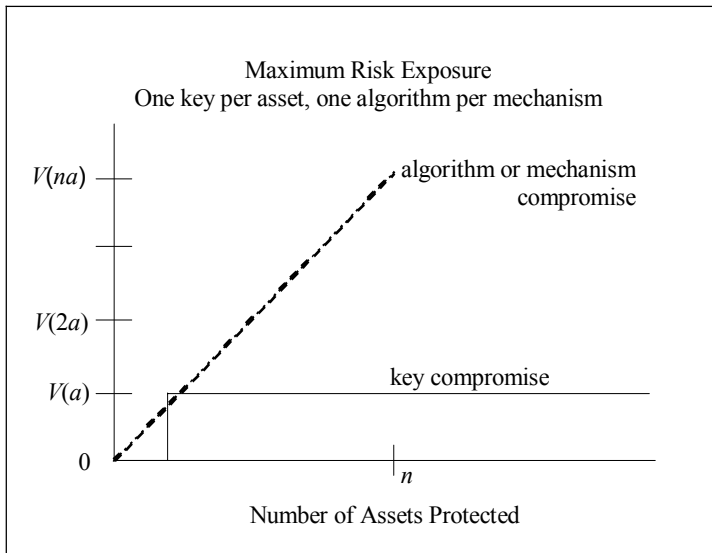 Maximum Risk Exposure
One key per asset, one algorithm per mechanism
V(na)
algorithm or mechanism
compromise
V(2a)
V(a)
key compromise
0
n
Number of Assets Protected